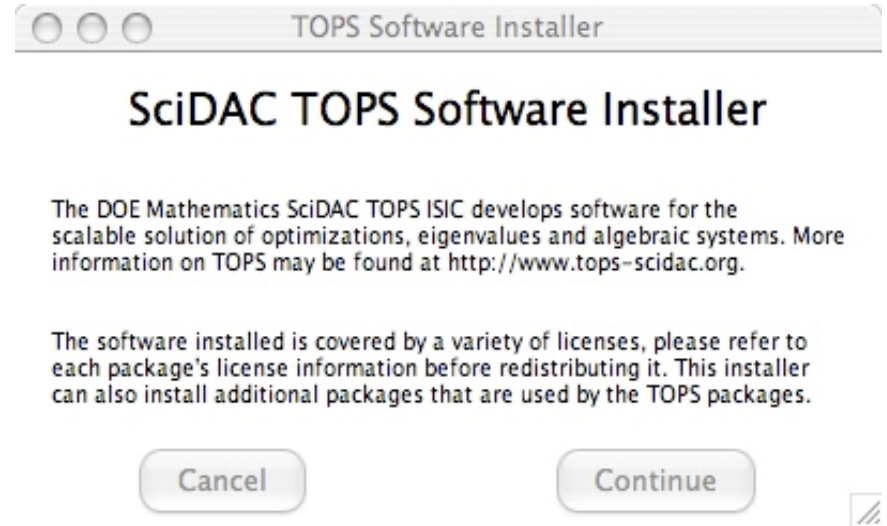 TOPS Software Installer
SciDAC TOPS Software Installer
The DOE Mathematics SciDAC TOPS ISIC develops software for the
scalable solution of optimizations, eigenvalues and algebraic systems. More
information on TOPS may be found at http://www.tops-scidac.org.
The software installed is covered by a variety of licenses, please refer to
each package's license information before redistributing it. This installer
can also install additional packages that are used by the TOPS packages.
Cancel
Continue